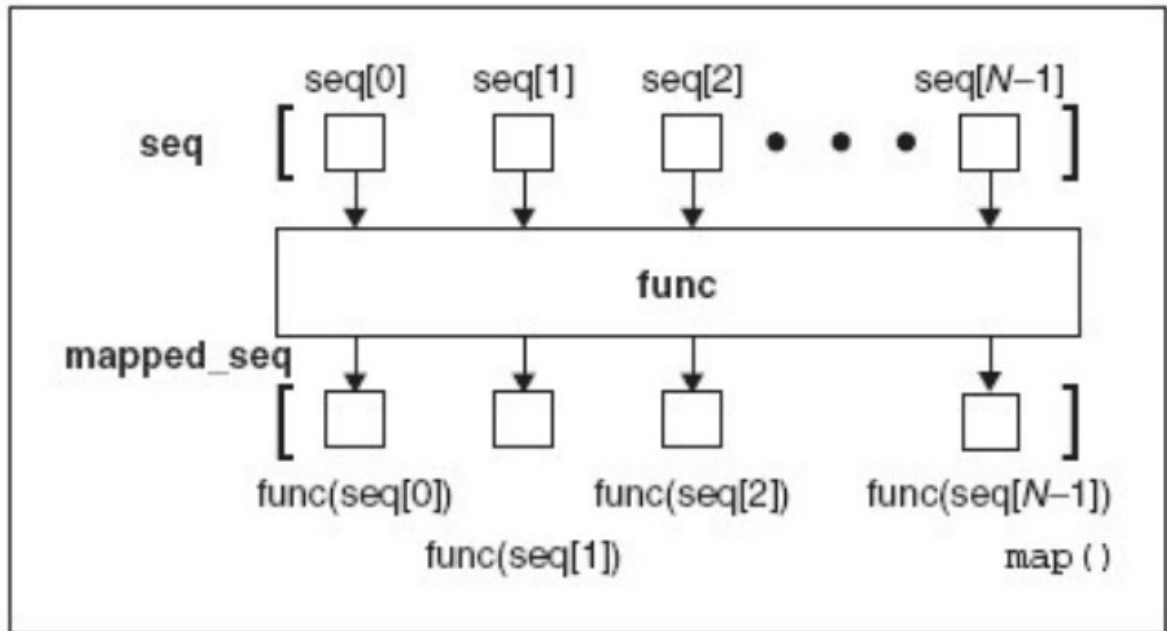 seq[0] seq[1] seq[2] seq[N–1]
seq [ ]
func
mapped_seq
[ ]
func(seq[0]) func(seq[2]) func(seq[N–1])
func(seq[1]) map()